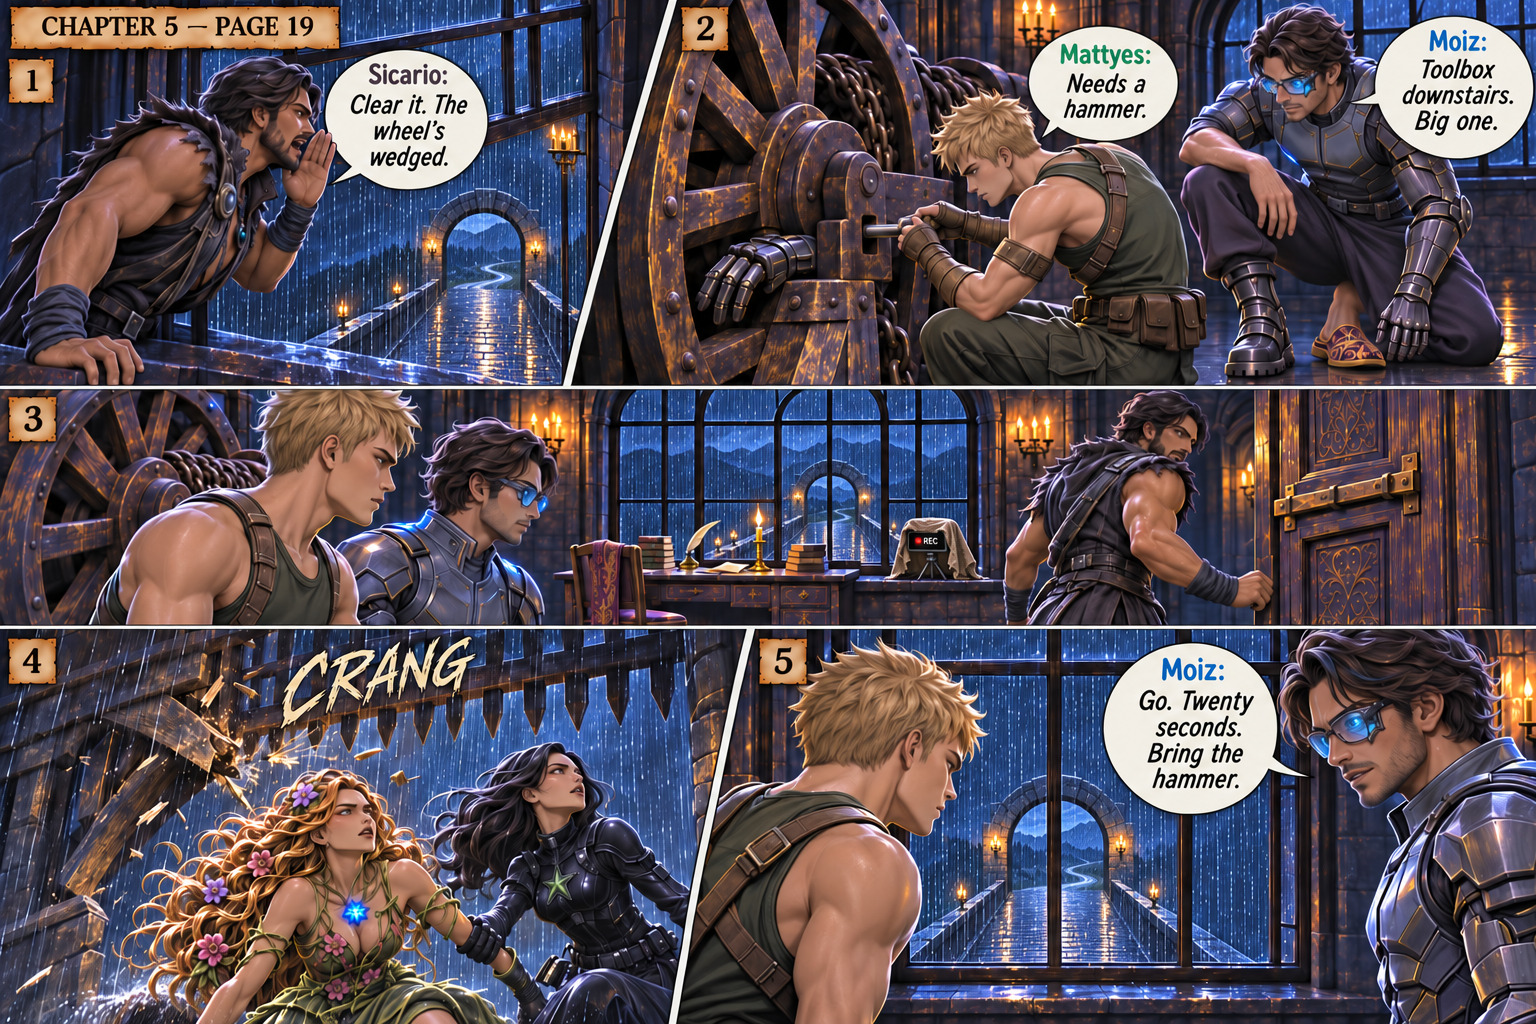 CHAPTER 5 — PAGE 19
1
Sicario:
Clear it. The
wheel's
wedged.
2
Mattyes:
Needs a
hammer.
Moiz:
Toolbox
downstairs.
Big one.
3
REC
4
CRANG
5
Moiz:
Go. Twenty
seconds.
Bring the
hammer.